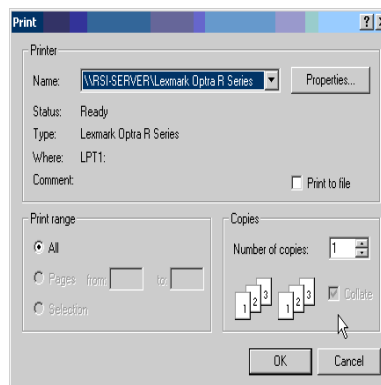 Print
Printer
Name: \\RSI-SERVER\Lexmark Optra R Series Properties...
Status: Ready
Type: Lexmark Optra R Series
Where: LPT1:
Comment: Print to file
Print range Copies
All Number of copies: 1
Pages from: to:
1 2 3 1 2 3 Collate
Selection
OK Cancel